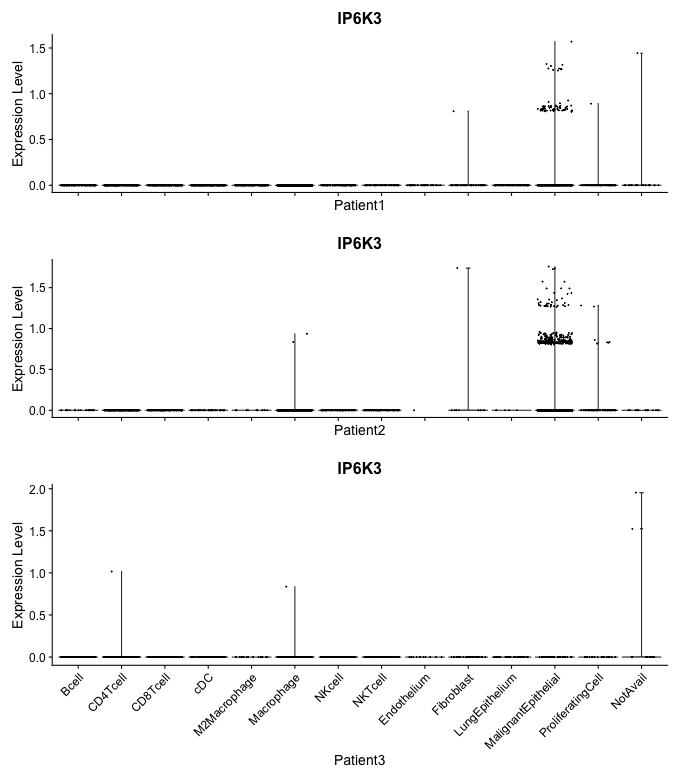 IP6K3
Expression Level
1.5
1.0
0.5
0.0
Patient1
IP6K3
Expression Level
1.5
1.0
0.5
0.0
Patient2
IP6K3
Expression Level
2.0
1.5
1.0
0.5
0.0
Bcell
CD4Tcell
CD8Tcell
cDC
M2Macrophage
Macrophage
NKcell
NKTcell
Endothelium
Fibroblast
LungEpithelium
MalignantEpithelial
ProliferatingCell
NotAvail
Patient3